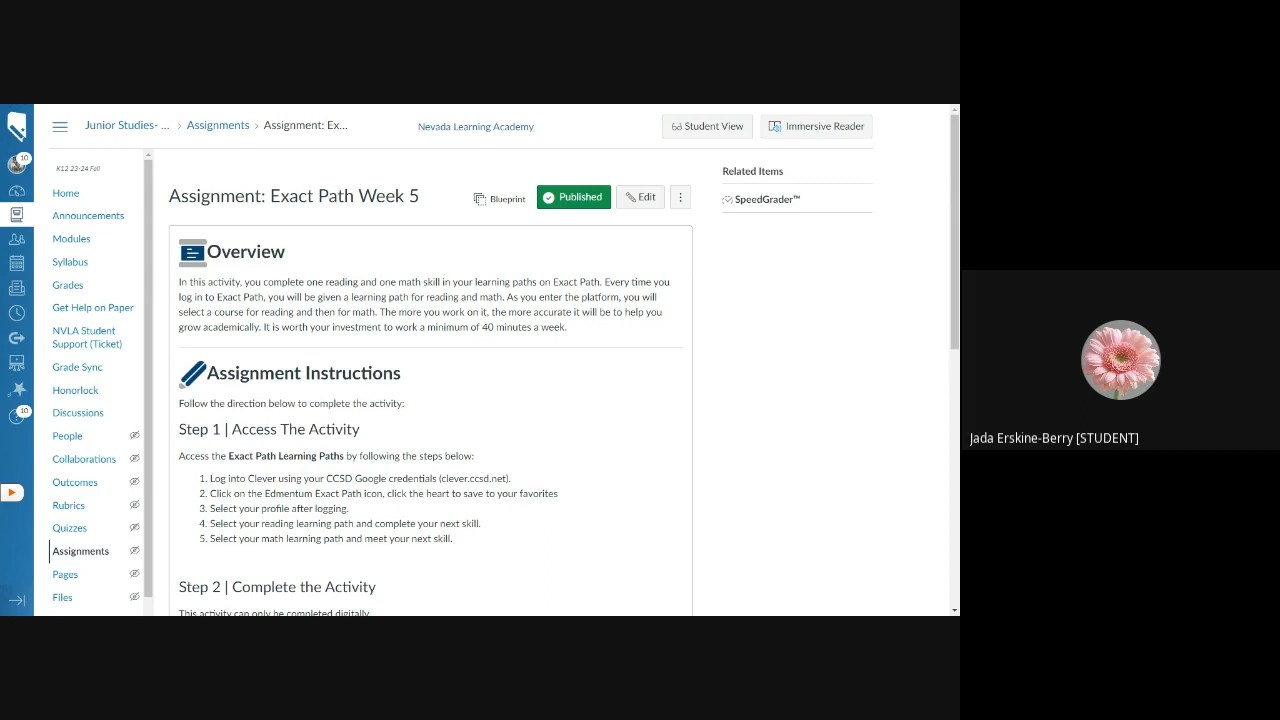 Junior Studies- ... › Assignments › Assignment: Ex...
Nevada Learning Academy
Student View
Immersive Reader
10
10
K12 23-24 Fall
Home
Announcements
Modules
Syllabus
Grades
Get Help on Paper
NVLA Student
Support (Ticket)
Grade Sync
Honorlock
Discussions
People
Collaborations
Outcomes
Rubrics
Quizzes
Assignments
Pages
Files
Assignment: Exact Path Week 5
Blueprint
Published
Edit
Related Items
SpeedGrader™
Overview
In this activity, you complete one reading and one math skill in your learning paths on Exact Path. Every time you
log in to Exact Path, you will be given a learning path for reading and math. As you enter the platform, you will
select a course for reading and then for math. The more you work on it, the more accurate it will be to help you
grow academically. It is worth your investment to work a minimum of 40 minutes a week.
Assignment Instructions
Follow the direction below to complete the activity:
Step 1 | Access The Activity
Access the Exact Path Learning Paths by following the steps below:
1. Log into Clever using your CCSD Google credentials (clever.ccsd.net).
2. Click on the Edmentum Exact Path icon, click the heart to save to your favorites
3. Select your profile after logging.
4. Select your reading learning path and complete your next skill.
5. Select your math learning path and meet your next skill.
Step 2 | Complete the Activity
This activity can only be completed digitally.
Jada Erskine-Berry [STUDENT]